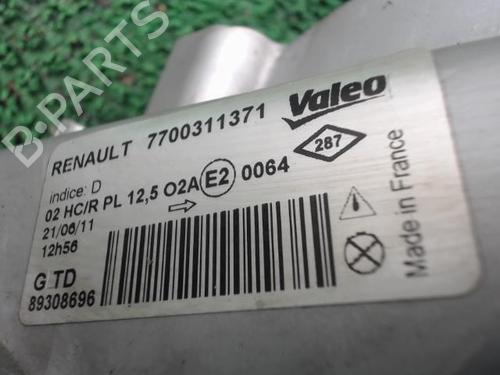 B-PARTS
RENAULT 7700311371 Valeo
indice: D
287
02 HC/R PL 12,5 O2A E2 0064
21/06/11
12h56
G TD
89308696
Made in France